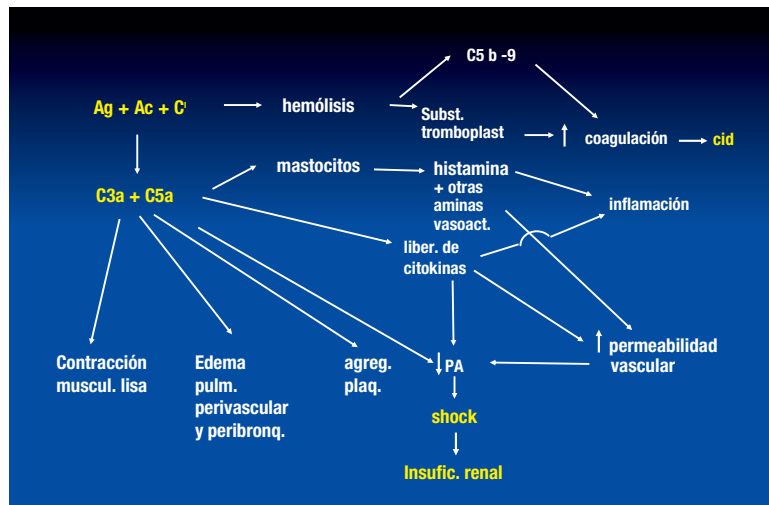 C5 b -9
Ag + Ac + C'
hemólisis
Subst.
tromboplast
coagulación
cid
mastocitos
histamina
+ otras
aminas
vasoact.
C3a + C5a
inflamación
liber. de
citokinas
Contracción
muscul. lisa
Edema
pulm.
perivascular
y peribronq.
agreg.
plaq.
PA
permeabilidad
vascular
shock
Insufic. renal